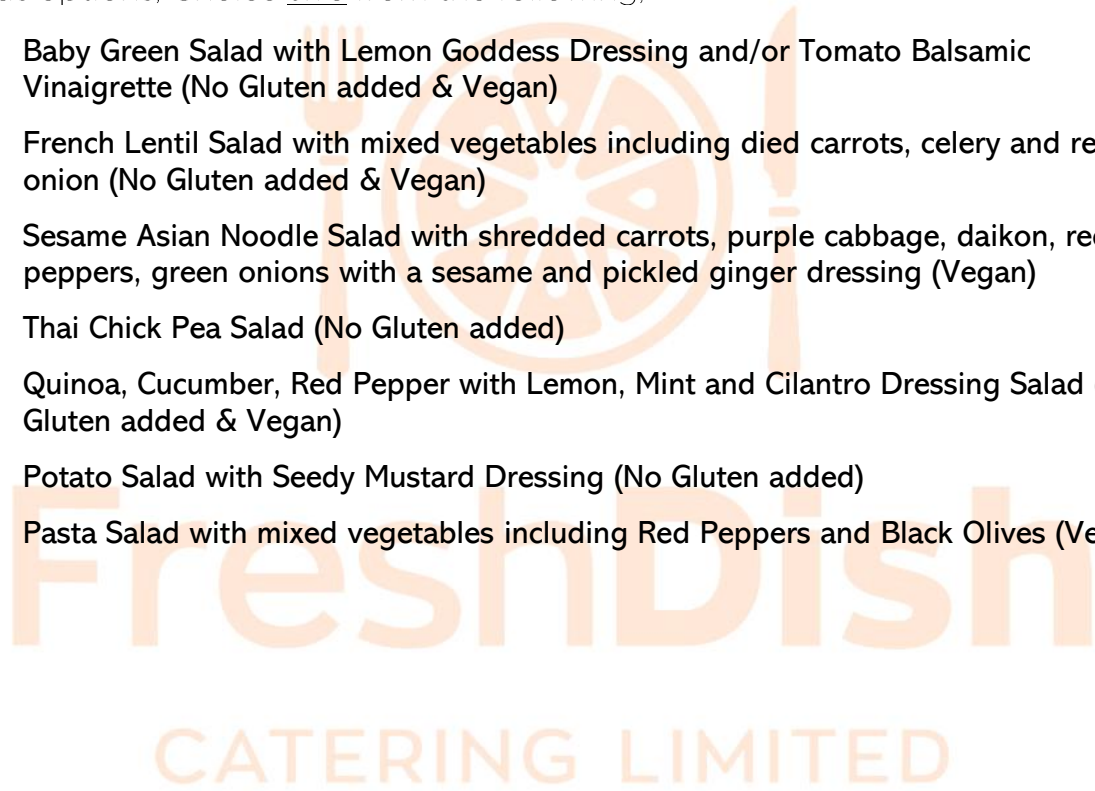 Baby Green Salad with Lemon Goddess Dressing and/or Tomato Balsamic
Vinaigrette (No Gluten added & Vegan)
French Lentil Salad with mixed vegetables including died carrots, celery and
onion (No Gluten added & Vegan)
Sesame Asian Noodle Salad with shredded carrots, purple cabbage, daikon,
peppers, green onions with a sesame and pickled ginger dressing (Vegan)
Thai Chick Pea Salad (No Gluten added)
Quinoa, Cucumber, Red Pepper with Lemon, Mint and Cilantro Dressing Salad
Gluten added & Vegan)
Potato Salad with Seedy Mustard Dressing (No Gluten added)
Pasta Salad with mixed vegetables including Red Peppers and Black Olives
FreshDish
CATERING LIMITED